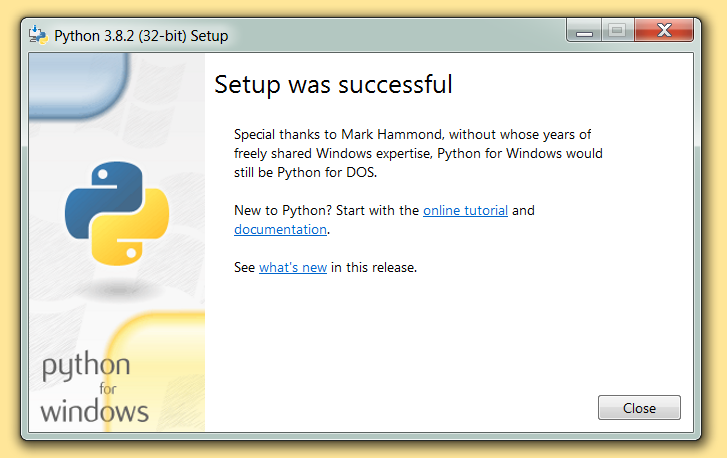 Python 3.8.2 (32-bit) Setup
Setup was successful
Special thanks to Mark Hammond, without whose years of
freely shared Windows expertise, Python for Windows would
still be Python for DOS.
New to Python? Start with the online tutorial and
documentation.
See what's new in this release.
python
for
windows
Close